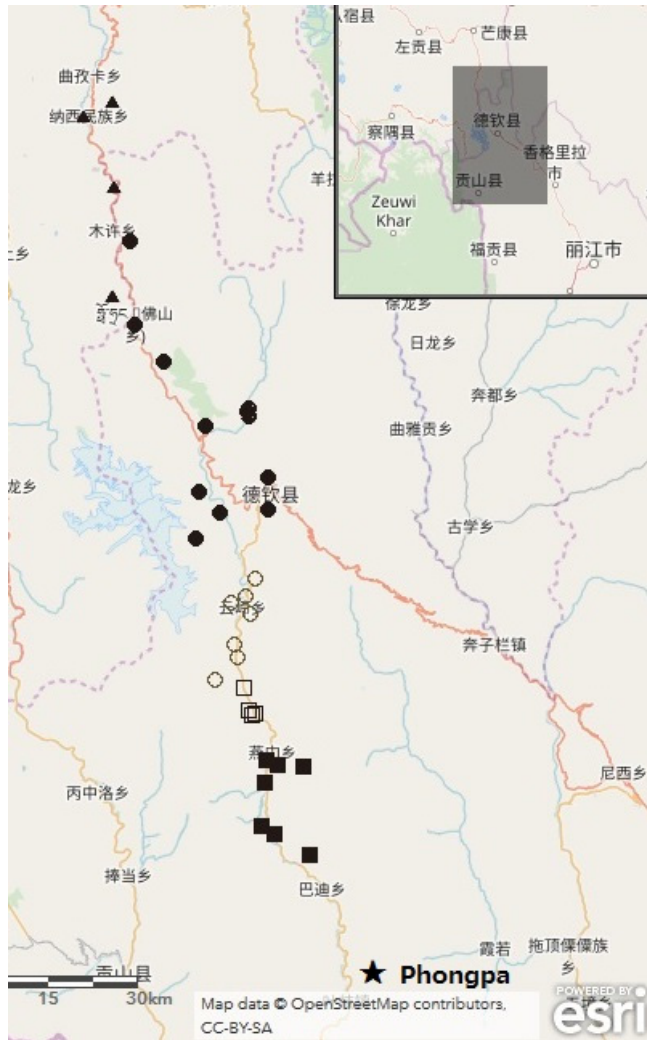 左贡县
芒康县
曲孜卡乡
纳西民族乡
德钦县
察隅县
香格里拉
市
羊拉
贡山县
Zeuwi
Khar
木许乡
福贡县
丽江市
佛山
乡)
徐龙乡
日龙乡
奔都乡
曲雅贡乡
龙乡
德钦县
古学乡
奔子栏镇
燕门乡
尼西乡
丙中洛乡
捧当乡
巴迪乡
霞若
拖顶傈僳族
乡
贡山县
Phongpa
15 30km
Map data © OpenStreetMap contributors,
CC-BY-SA
POWERED BY
esri